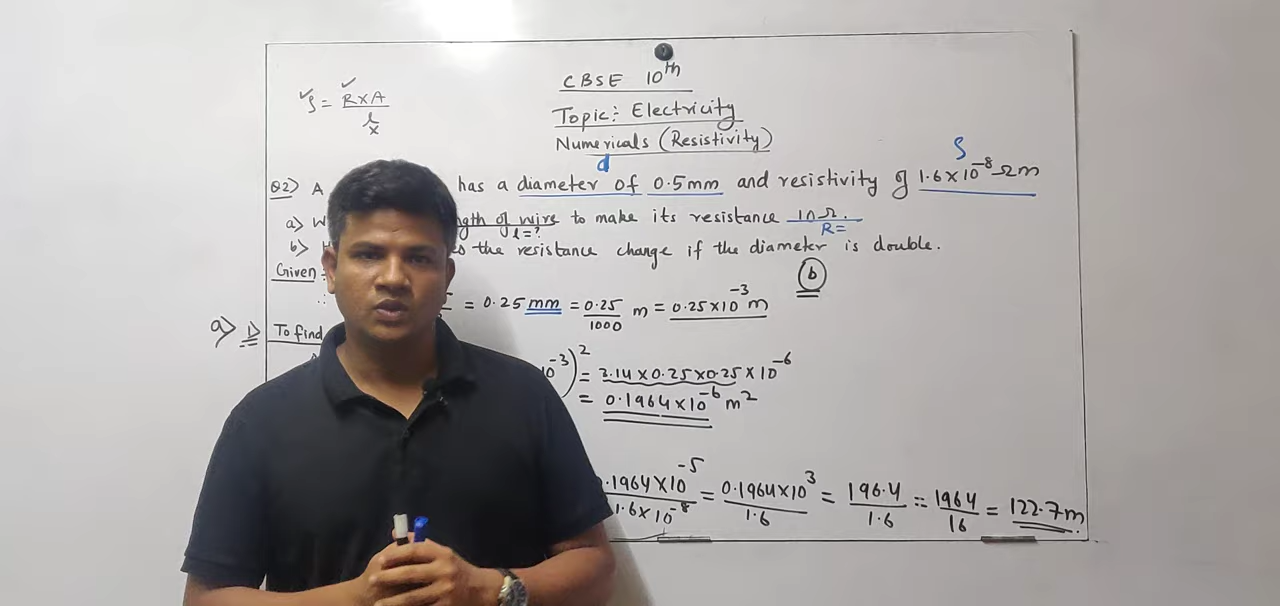 CBSE 10th
ρ = R×A / l
x
Topic: Electricity
Numericals (Resistivity)
d
ρ
Q2> A has a diameter of 0.5mm and resistivity of 1.6×10⁻⁸Ωm
a> W ngth of wire to make its resistance 10Ω.
l=?
R=
b> H the resistance change if the diameter is double.
Given
b
∴ = 0.25 mm = 0.25/1000 m = 0.25×10⁻³ m
a> 1> To find
10⁻³)² = 3.14×0.25×0.25×10⁻⁶
= 0.1964×10⁻⁶ m²
0.1964×10⁻⁵/1.6×10⁻⁸ = 0.1964×10³/1.6 = 196.4/1.6 = 1964/16 = 122.7m